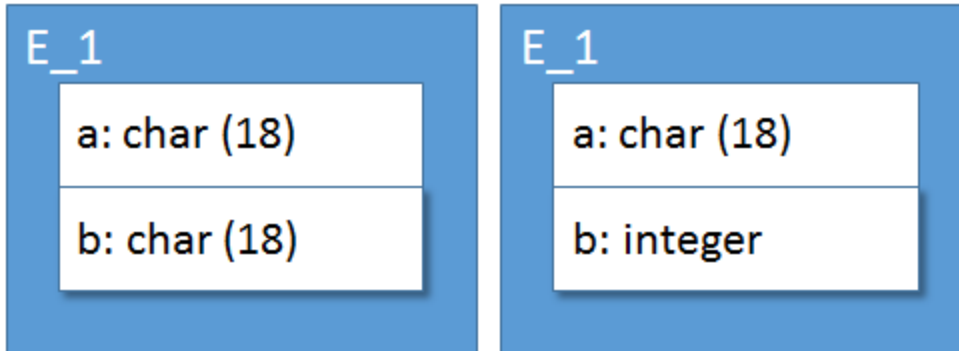 E_1
a: char (18)
b: char (18)
E_1
a: char (18)
b: integer